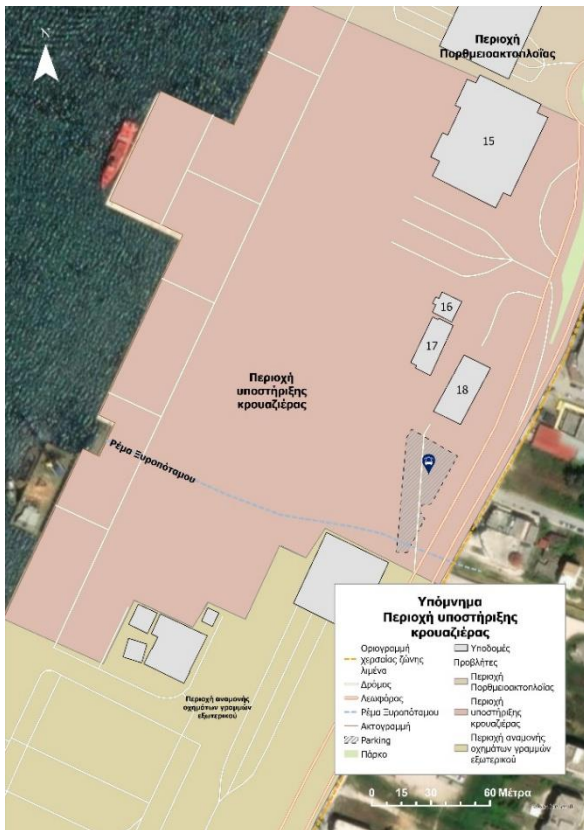 N
Περιοχή
Πορθμειοακτοπλοΐας
15
16
17
18
Περιοχή
υποστήριξης
κρουαζιέρας
Ρέμα Ξυροπόταμου
Περιοχή αναμονής
οχημάτων γραμμών
εξωτερικού
Υπόμνημα
Περιοχή υποστήριξης
κρουαζιέρας
Οριογραμμή
χερσαίας ζώνης
λιμένα
Δρόμος
Λεωφόρος
Ρέμα Ξυροπόταμου
Ακτογραμμή
Parking
Πάρκο
Υποδομές
Προβλήτες
Περιοχή
Πορθμειοακτοπλοΐας
Περιοχή
υποστήριξης
κρουαζιέρας
Περιοχή αναμονής
οχημάτων γραμμών
εξωτερικού
0 15 30 60 Μέτρα